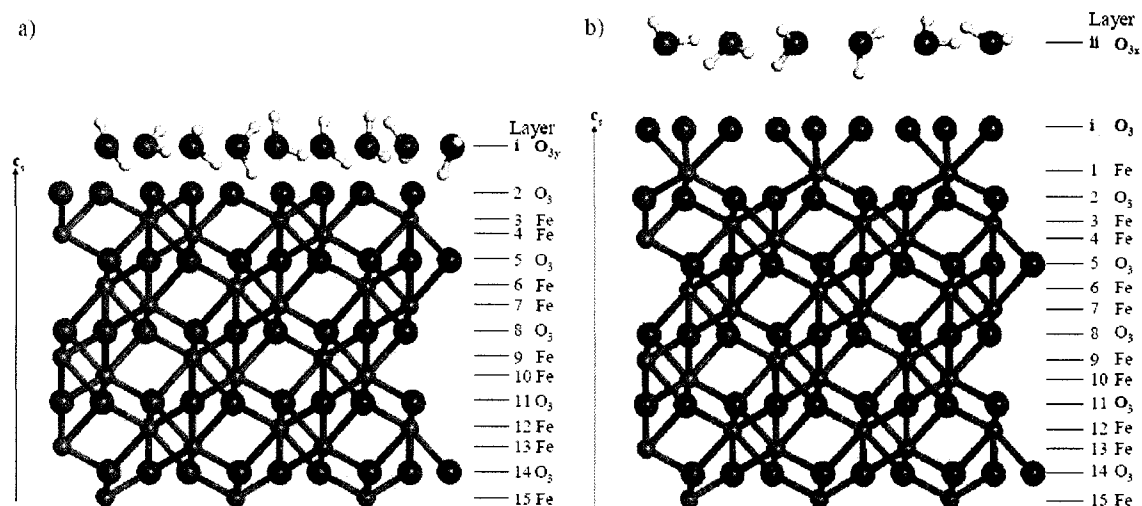 a)
Layer
i O₃ᵧ
cₛ
2 O₃
3 Fe
4 Fe
5 O₃
6 Fe
7 Fe
8 O₃
9 Fe
10 Fe
11 O₃
12 Fe
13 Fe
14 O₃
15 Fe
b)
Layer
ii O₃ₓ
cₛ
i O₃
1 Fe
2 O₃
3 Fe
4 Fe
5 O₃
6 Fe
7 Fe
8 O₃
9 Fe
10 Fe
11 O₃
12 Fe
13 Fe
14 O₃
15 Fe